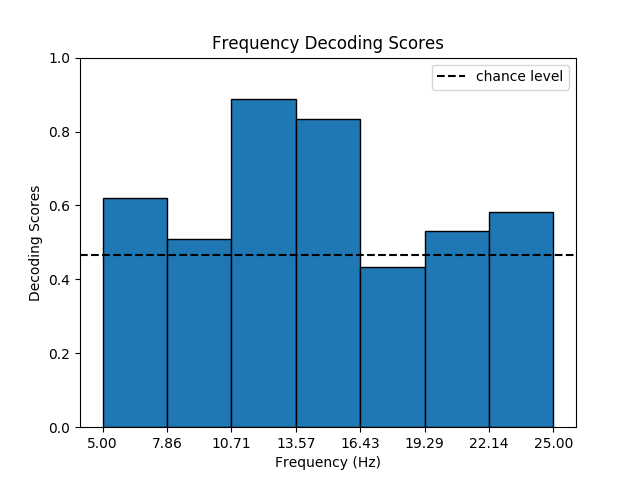 Frequency Decoding Scores
chance level
1.0
0.8
0.6
0.4
0.2
0.0
Decoding Scores
5.00 7.86 10.71 13.57 16.43 19.29 22.14 25.00
Frequency (Hz)